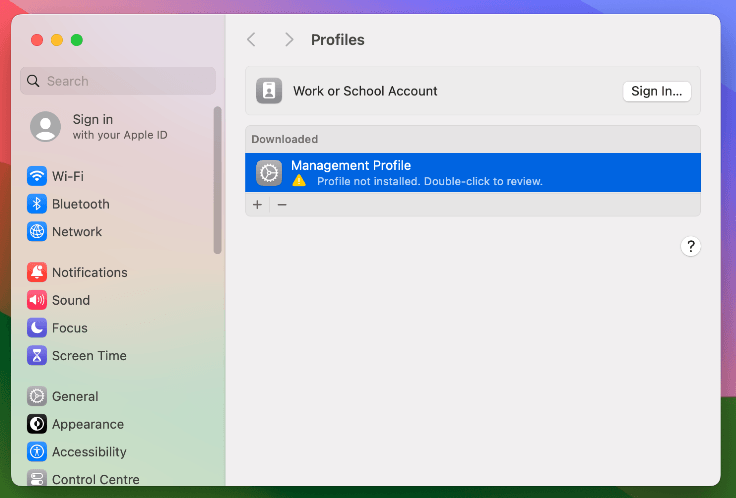 Profiles
Search
Sign in
with your Apple ID
Wi-Fi
Bluetooth
Network
Notifications
Sound
Focus
Screen Time
General
Appearance
Accessibility
Control Centre
Work or School Account
Sign In...
Downloaded
Management Profile
Profile not installed. Double-click to review.
+ −
?